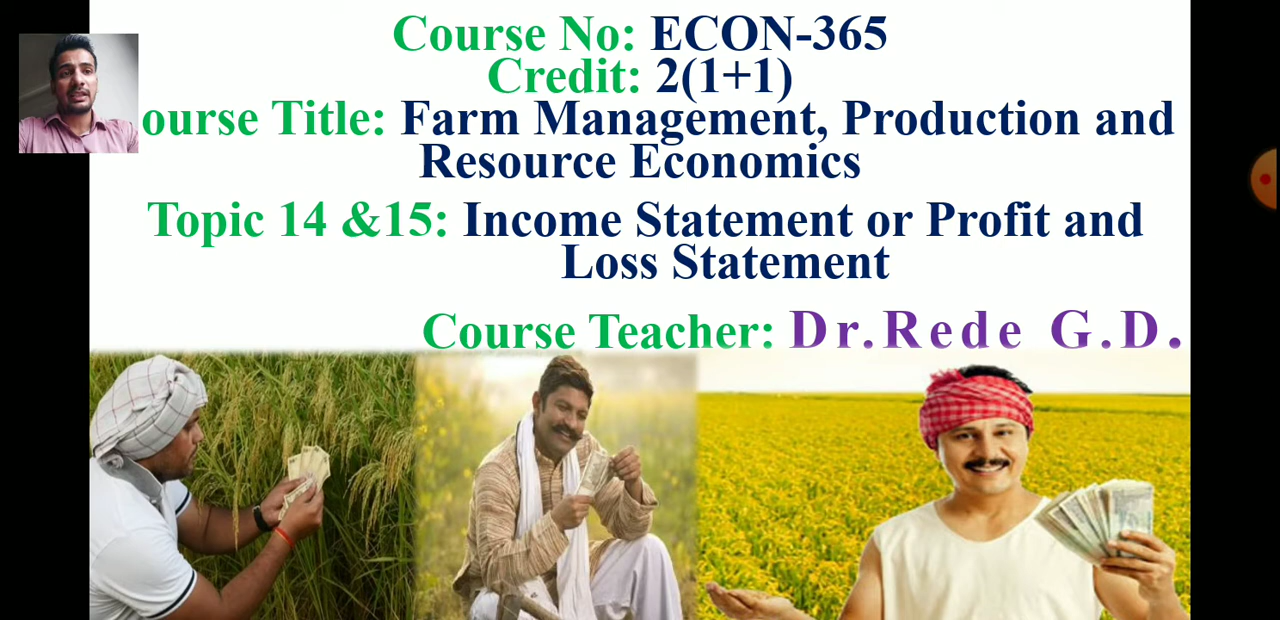 Course No: ECON-365
Credit: 2(1+1)
ourse Title: Farm Management, Production and
Resource Economics
Topic 14 &15: Income Statement or Profit and
Loss Statement
Course Teacher: Dr.Rede G.D.